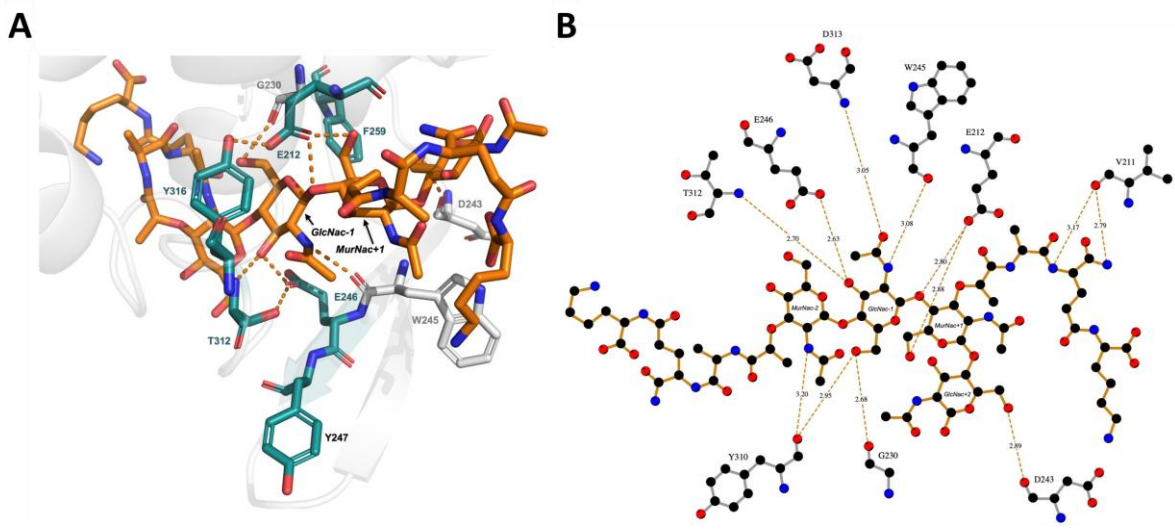 A
G230
E212
F259
Y316
D243
GlcNac-1
MurNac+1
E246
W245
T312
Y247
B
D313
W245
E246
E212
V211
T312
3.05
3.17
2.79
2.70
2.63
3.08
2.80
2.88
MurNac-2
GlcNac-1
MurNac+1
GlcNac+2
3.20
2.95
2.68
2.89
Y310
G230
D243